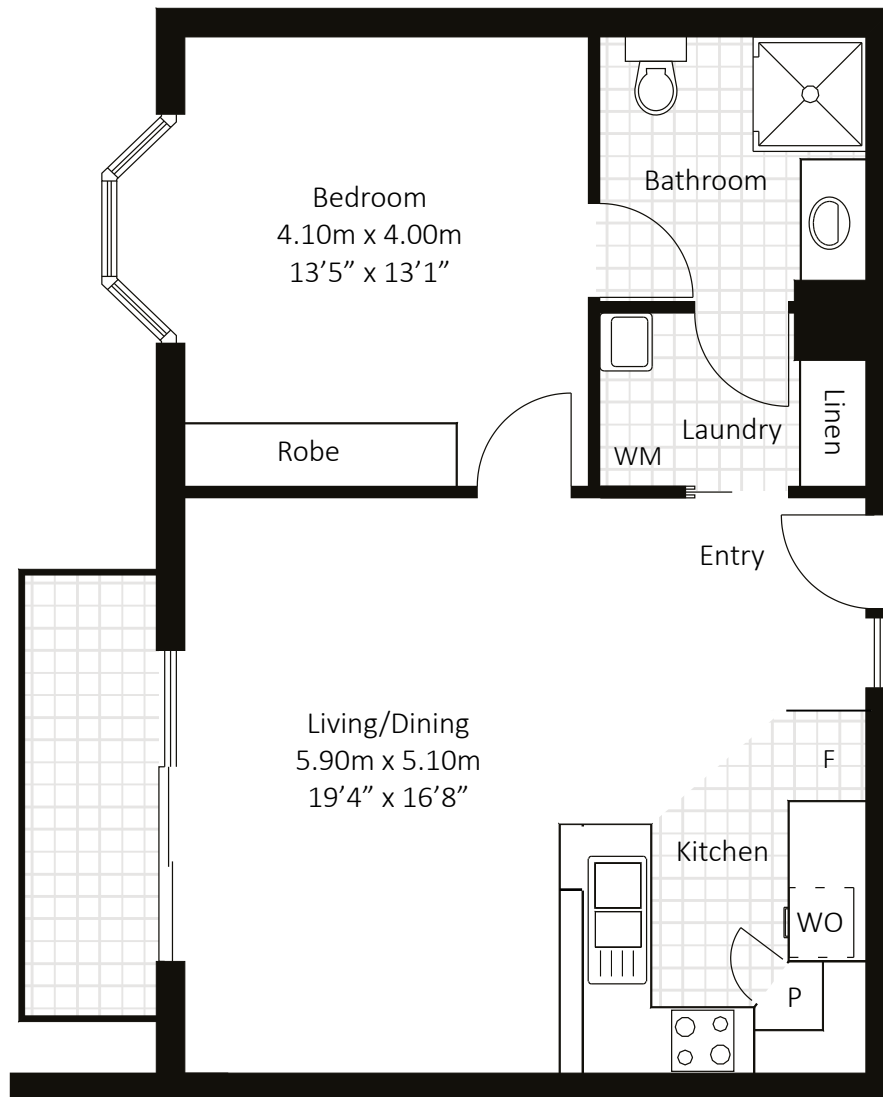 Bedroom
4.10m x 4.00m
13’5” x 13’1”
Bathroom
Robe
WM
Laundry
Linen
Entry
Living/Dining
5.90m x 5.10m
19’4” x 16’8”
F
Kitchen
WO
P